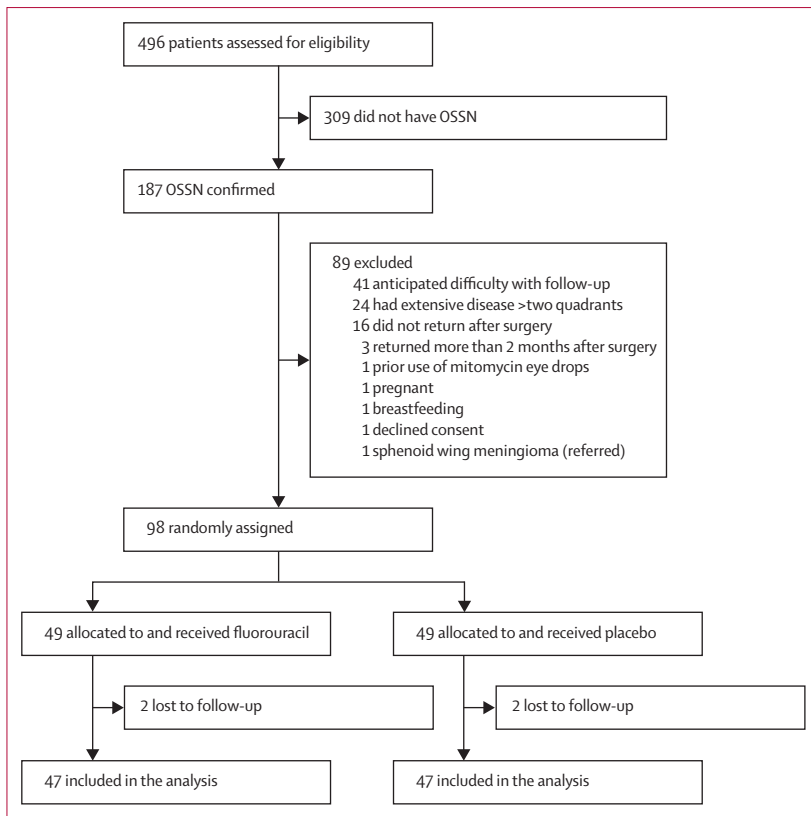 496 patients assessed for eligibility
309 did not have OSSN
187 OSSN confirmed
89 excluded
41 anticipated difficulty with follow-up
24 had extensive disease >two quadrants
16 did not return after surgery
3 returned more than 2 months after surgery
1 prior use of mitomycin eye drops
1 pregnant
1 breastfeeding
1 declined consent
1 sphenoid wing meningioma (referred)
98 randomly assigned
49 allocated to and received fluorouracil
49 allocated to and received placebo
2 lost to follow-up
2 lost to follow-up
47 included in the analysis
47 included in the analysis